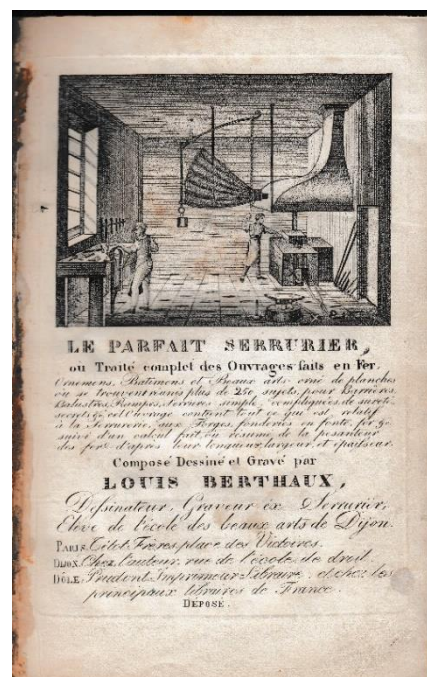 LE PARFAIT SERRURIER,
ou Traité complet des Ouvrages faits en Fer.
Ornemens, Batimens et Beaux arts orné de planches
où se trouvent réunis plus de 250 sujets, pour Barrières,
Balustres, Rampes, serrures simple, compliquées de sureté,
secrets &c, cet Ouvrage contient tout ce qui est relatif
à la Serrurerie, aux Forges, fonderies en fonte, fer &c
suivi d'un calcul fait, ou résumé de la pesanteur
des fers d'après leur longueur, largeur et épaisseur.
Composé Dessiné et Gravé par
LOUIS BERTHAUX,
Dessinateur, Graveur ex Serrurier,
Elève de l'école des beaux arts de Dijon.
PARIS, Cilot Frères place des Victoires.
DIJON, Chez l'auteur, rue de l'école de droit
DÔLE, Prudont Imprimeur Libraire, et chez les
principaux libraires de France.
DÉPOSÉ.